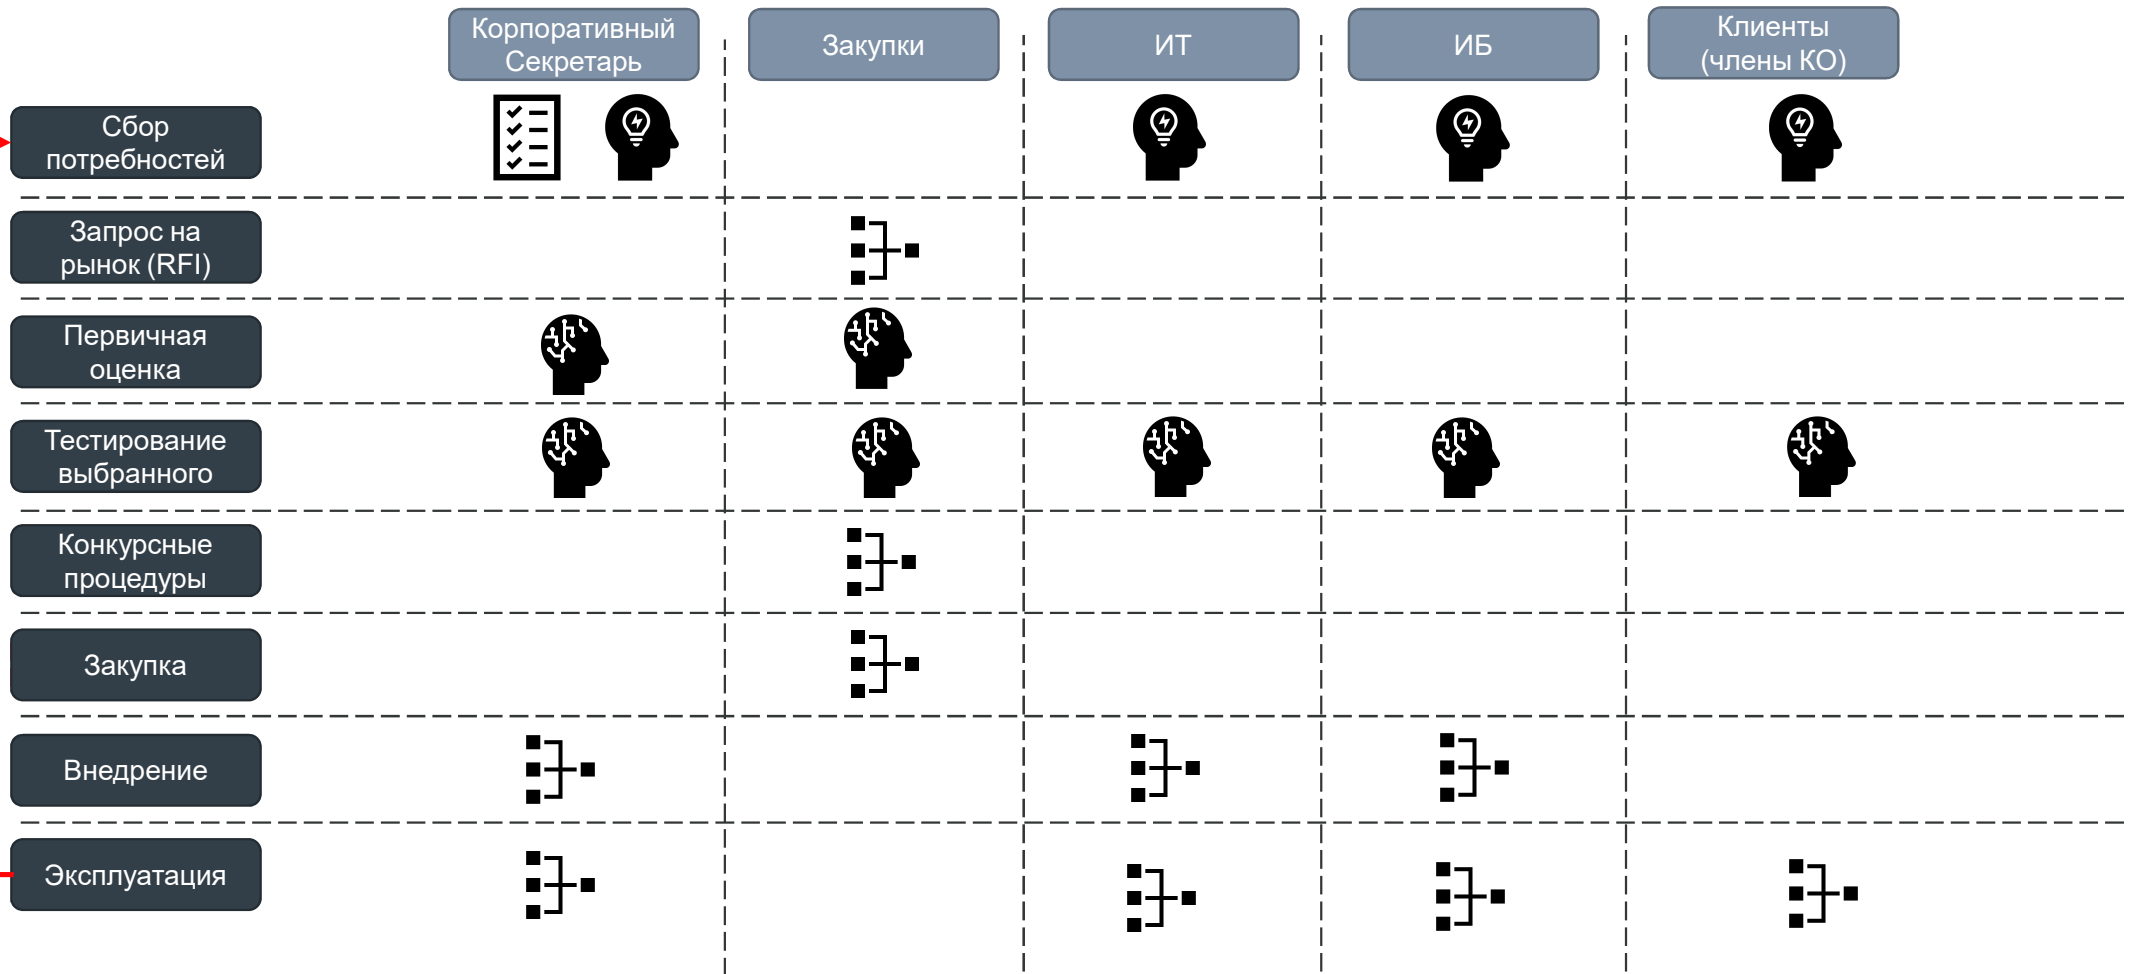 Корпоративный
Секретарь
Закупки
ИТ
ИБ
Клиенты
(члены КО)
Сбор
потребностей
Запрос на
рынок (RFI)
Первичная
оценка
Тестирование
выбранного
Конкурсные
процедуры
Закупка
Внедрение
Эксплуатация